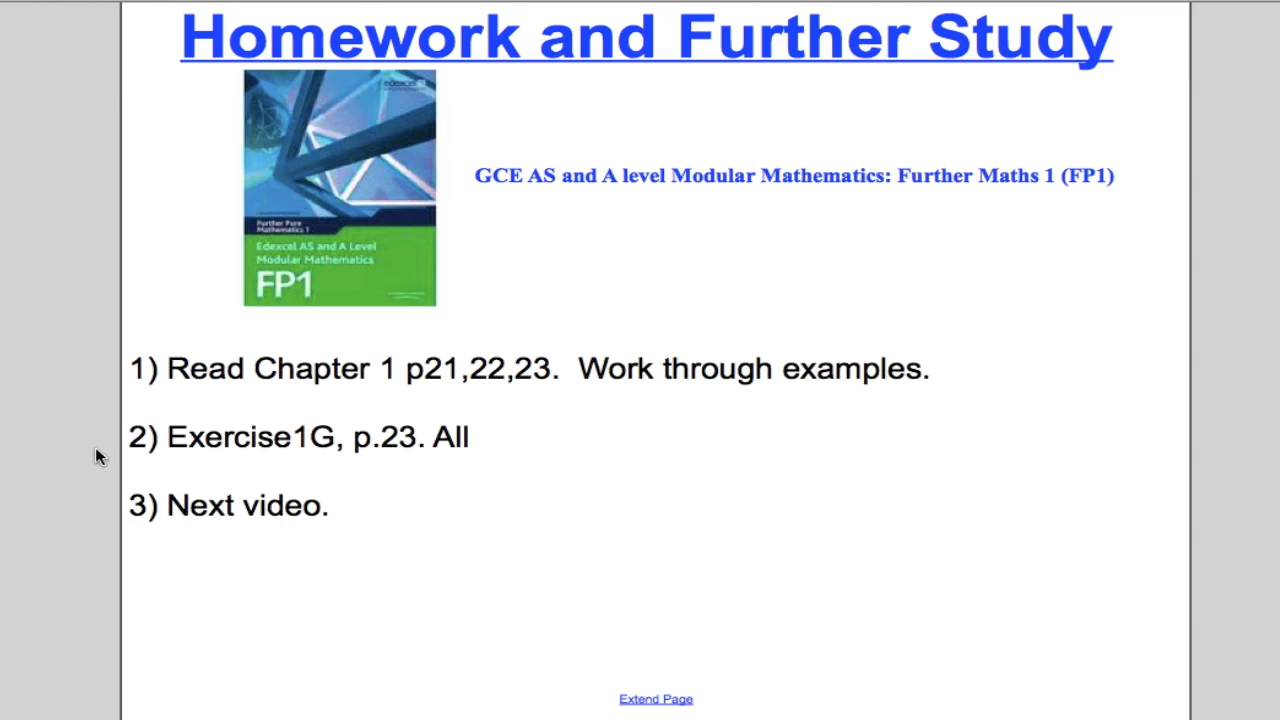 Homework and Further Study
edexcel
GCE AS and A level Modular Mathematics: Further Maths 1 (FP1)
Further Pure
Mathematics 1
Edexcel AS and A Level
Modular Mathematics
FP1
1) Read Chapter 1 p21,22,23.  Work through examples.
2) Exercise1G, p.23. All
3) Next video.
Extend Page